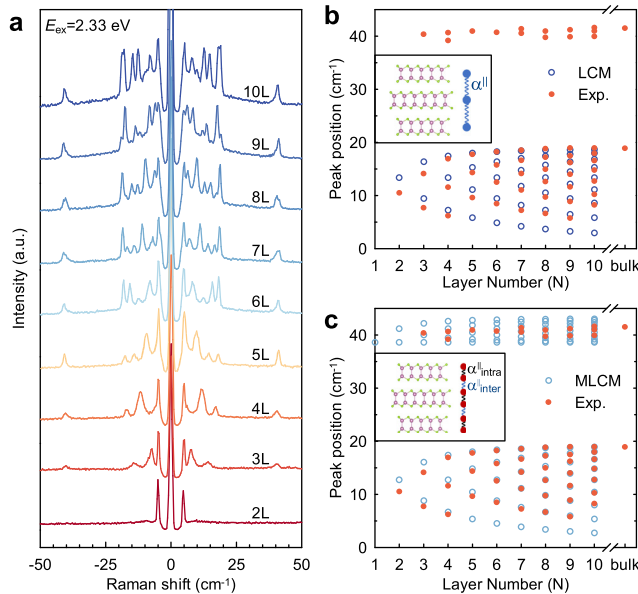 a
E_ex=2.33 eV
10L
9L
8L
7L
6L
5L
4L
3L
2L
Intensity (a.u.)
-50 -25 0 25 50
Raman shift (cm⁻¹)
b
40
30
20
10
0
Peak position (cm⁻¹)
α^||
LCM
Exp.
1 2 3 4 5 6 7 8 9 10 bulk
Layer Number (N)
c
40
30
20
10
0
Peak position (cm⁻¹)
α^||_intra
α^||_inter
MLCM
Exp.
1 2 3 4 5 6 7 8 9 10 bulk
Layer Number (N)